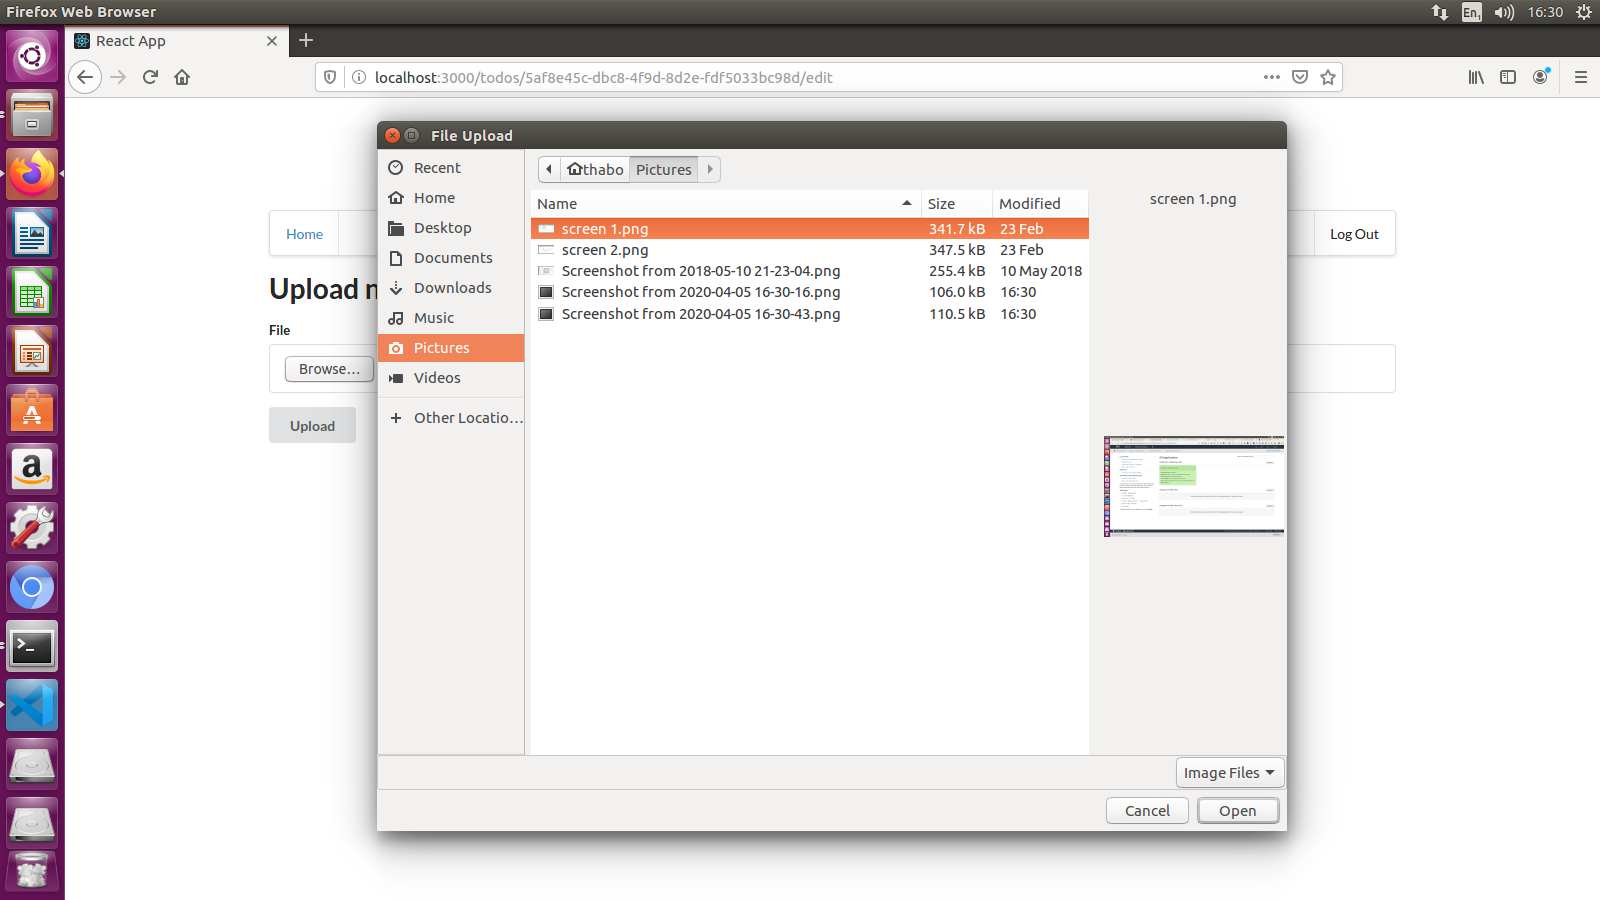 Firefox Web Browser
En1
16:30
React App
localhost:3000/todos/5af8e45c-dbc8-4f9d-8d2e-fdf5033bc98d/edit
File Upload
Recent
Home
Desktop
Documents
Downloads
Music
Pictures
Videos
Other Locatio...
thabo
Pictures
Name
Size
Modified
screen 1.png 341.7 kB 23 Feb
screen 2.png 347.5 kB 23 Feb
Screenshot from 2018-05-10 21-23-04.png 255.4 kB 10 May 2018
Screenshot from 2020-04-05 16-30-16.png 106.0 kB 16:30
Screenshot from 2020-04-05 16-30-43.png 110.5 kB 16:30
screen 1.png
Image Files
Cancel
Open
Home
Log Out
Upload n
File
Browse...
Upload